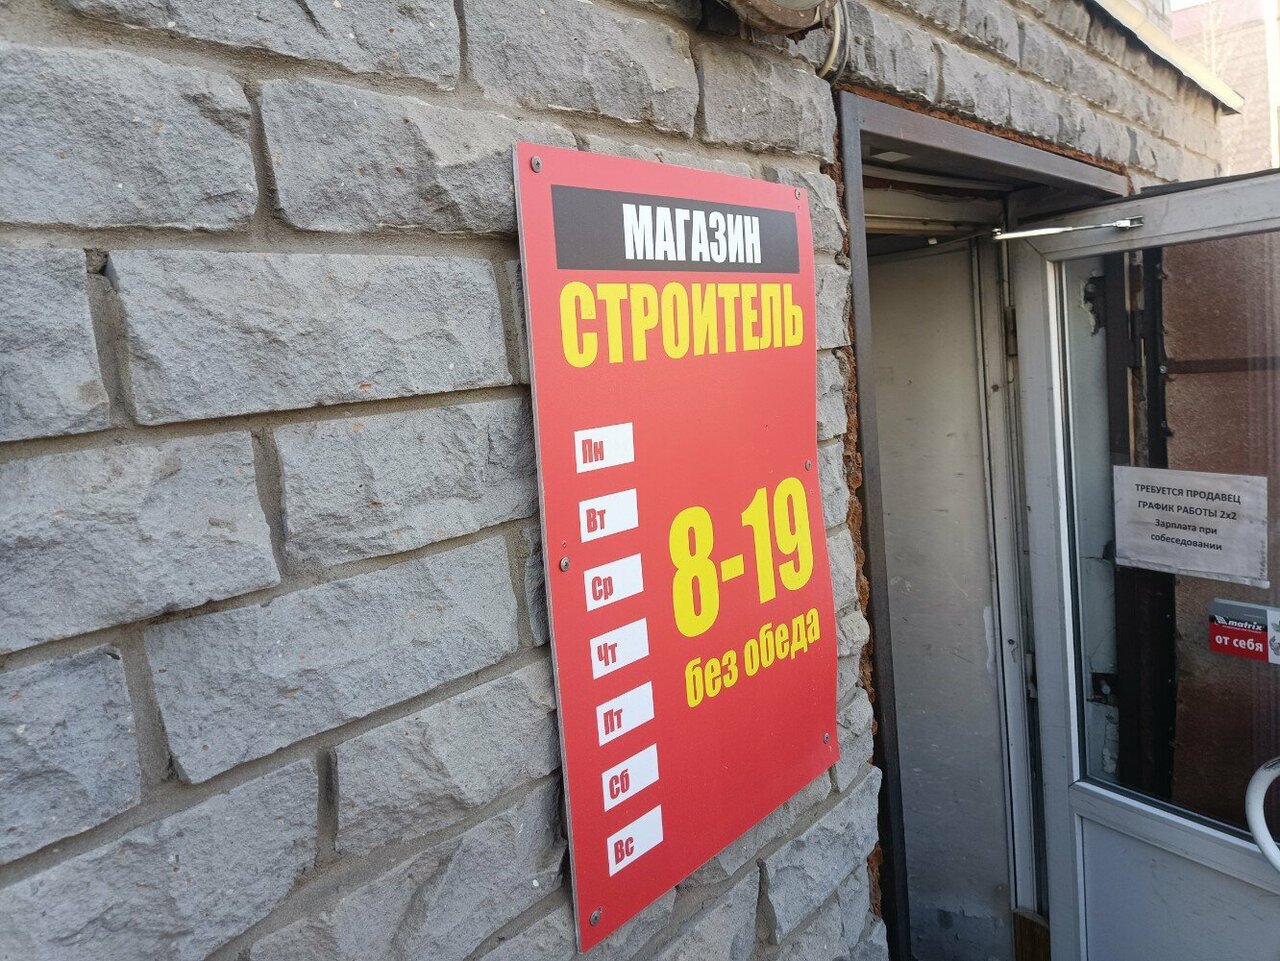 МАГАЗИН
СТРОИТЕЛЬ
Пн
Вт
Ср
Чт
Пт
Сб
Вс
8-19
без обеда
ТРЕБУЕТСЯ ПРОДАВЕЦ
ГРАФИК РАБОТЫ 2х2
Зарплата при
собеседовании
matrix
от себя